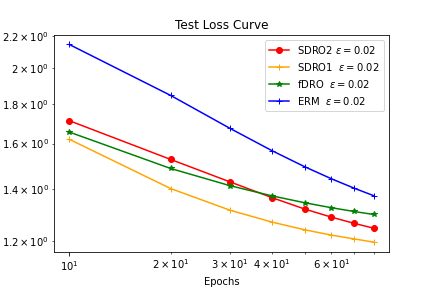 Test Loss Curve
2.2 × 10⁰
2 × 10⁰
1.8 × 10⁰
1.6 × 10⁰
1.4 × 10⁰
1.2 × 10⁰
SDRO2 ε = 0.02
SDRO1 ε = 0.02
fDRO ε = 0.02
ERM ε = 0.02
10¹ 2 × 10¹ 3 × 10¹ 4 × 10¹ 6 × 10¹
Epochs